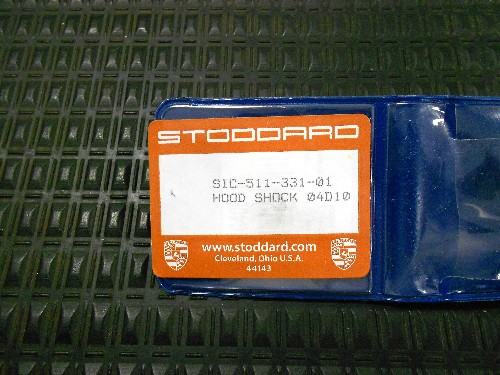 STODDARD
SIC-511-331-01
HOOD SHOCK 04D10
www.stoddard.com
Cleveland, Ohio U.S.A.
44143